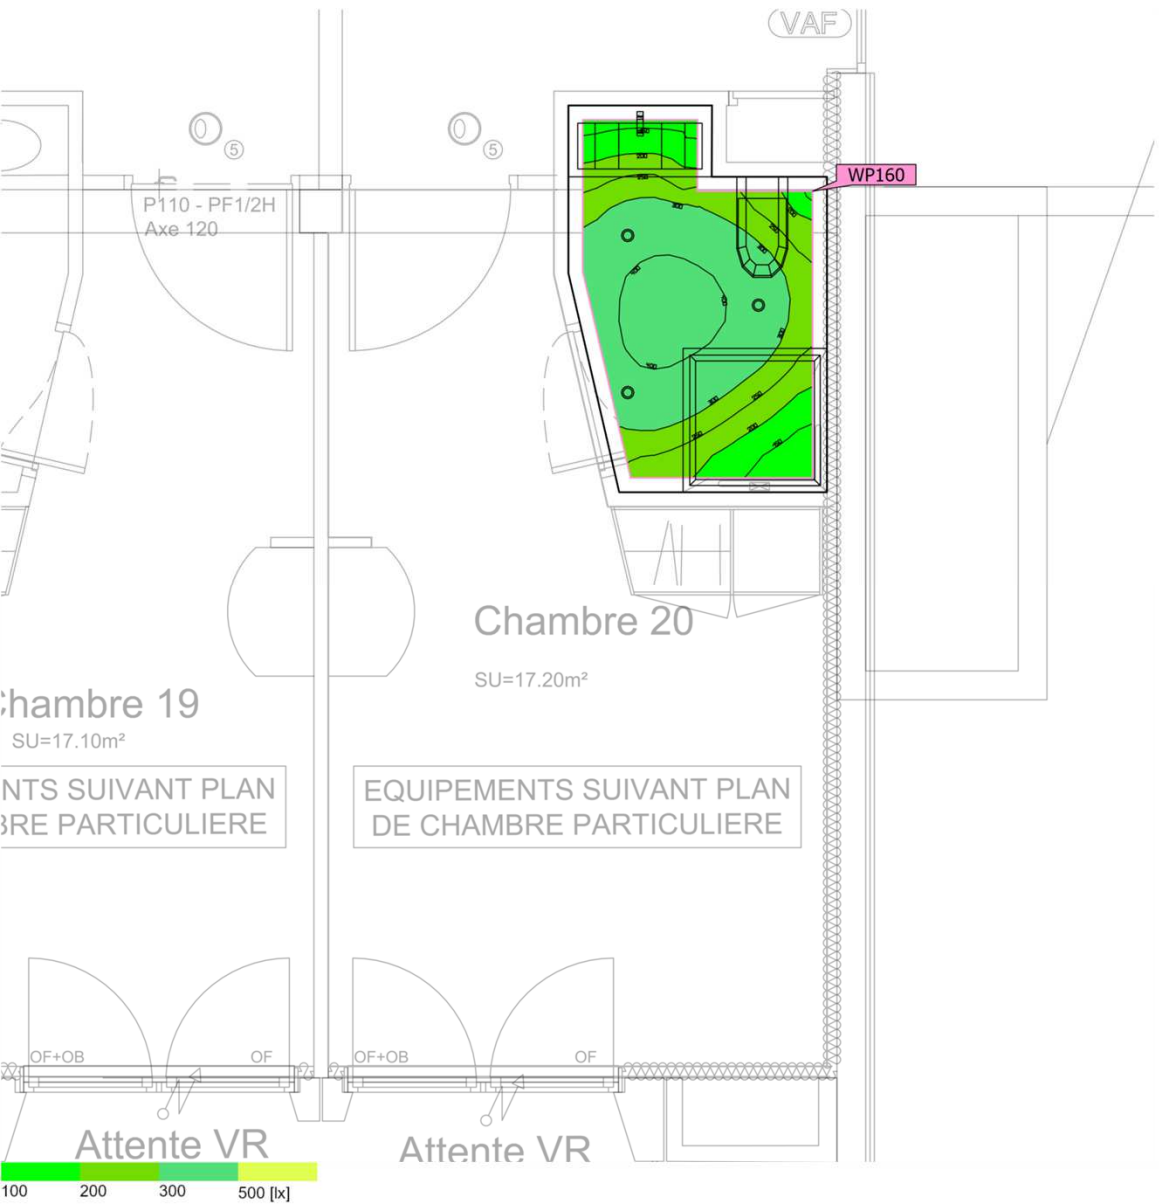 VAF
5
5
WP160
P110 - PF1/2H
Axe 120
Chambre 20
SU=17.20m²
hambre 19
SU=17.10m²
NTS SUIVANT PLAN
BRE PARTICULIERE
EQUIPEMENTS SUIVANT PLAN
DE CHAMBRE PARTICULIERE
OF+OB
OF
OF+OB
OF
Attente VR
Attente VR
100
200
300
500 [lx]